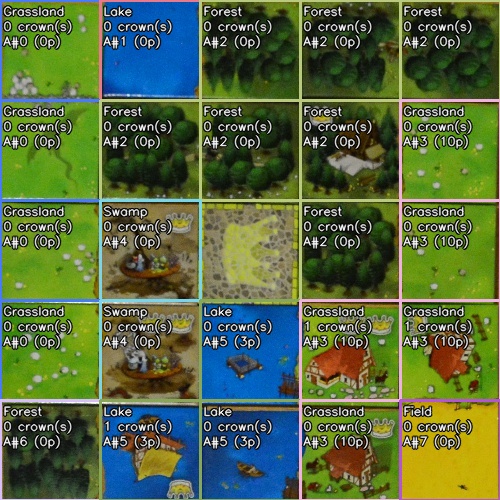 Grassland
0 crown(s)
A#0 (0p)
Lake
0 crown(s)
A#1 (0p)
Forest
0 crown(s)
A#2 (0p)
Forest
0 crown(s)
A#2 (0p)
Forest
0 crown(s)
A#2 (0p)
Grassland
0 crown(s)
A#0 (0p)
Forest
0 crown(s)
A#2 (0p)
Forest
0 crown(s)
A#2 (0p)
Forest
0 crown(s)
A#2 (0p)
Grassland
0 crown(s)
A#3 (10p)
Grassland
0 crown(s)
A#0 (0p)
Swamp
0 crown(s)
A#4 (0p)
Forest
0 crown(s)
A#2 (0p)
Grassland
0 crown(s)
A#3 (10p)
Grassland
0 crown(s)
A#0 (0p)
Swamp
0 crown(s)
A#4 (0p)
Lake
0 crown(s)
A#5 (3p)
Grassland
1 crown(s)
A#3 (10p)
Grassland
1 crown(s)
A#3 (10p)
Forest
0 crown(s)
A#6 (0p)
Lake
1 crown(s)
A#5 (3p)
Lake
0 crown(s)
A#5 (3p)
Grassland
0 crown(s)
A#3 (10p)
Field
0 crown(s)
A#7 (0p)